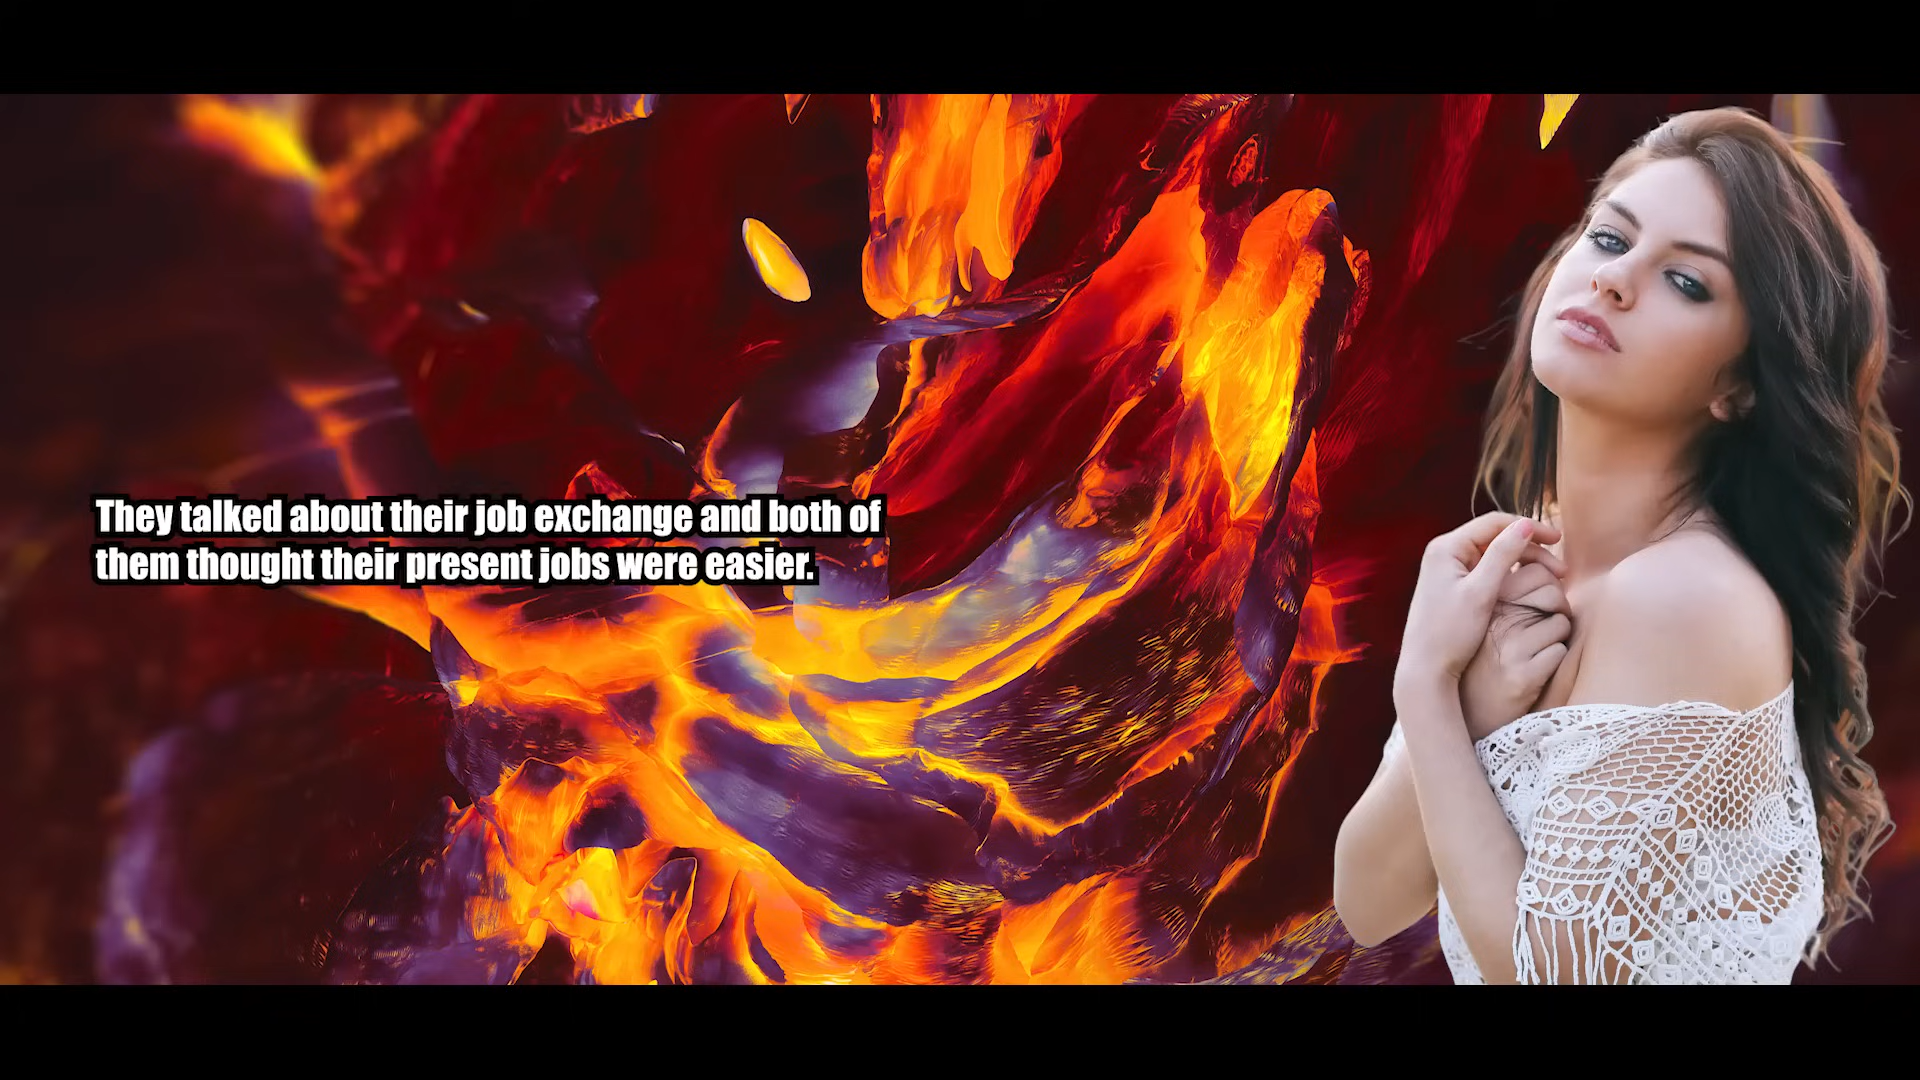 They talked about their job exchange and both of
them thought their present jobs were easier.